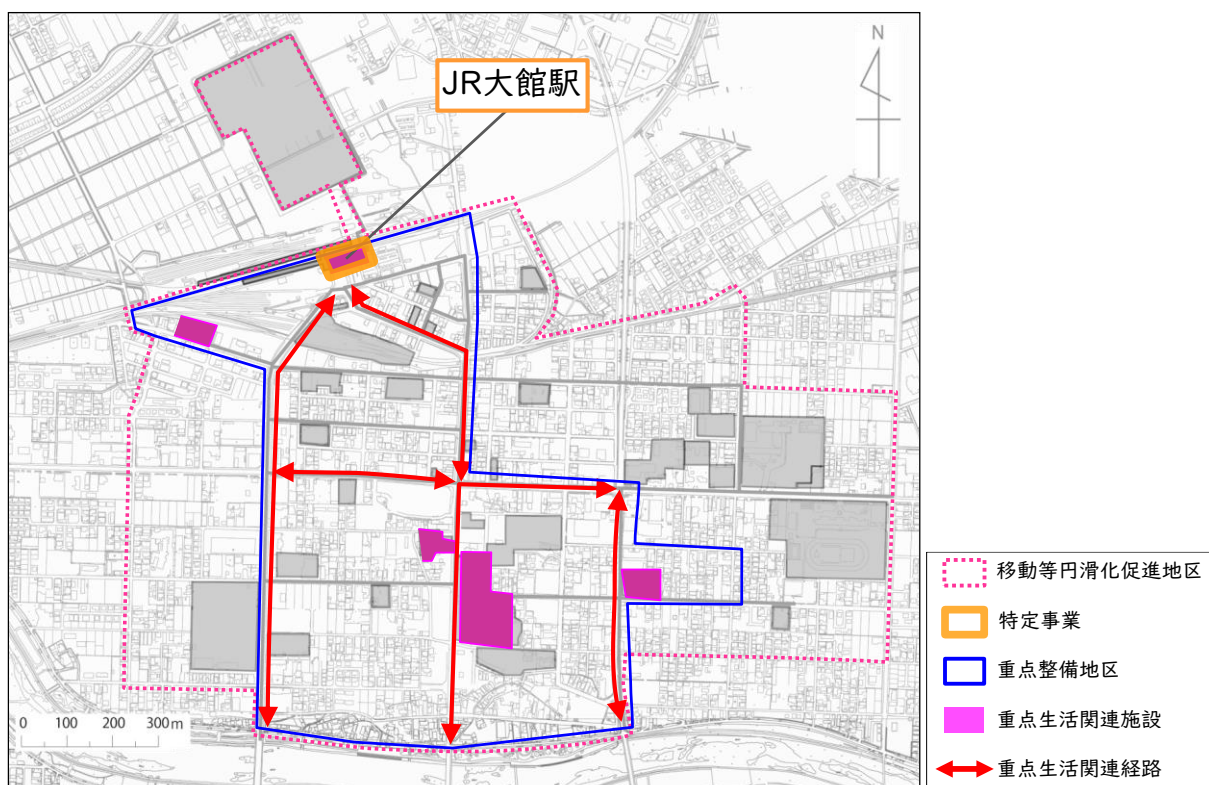 JR大館駅
N
0 100 200 300m
移動等円滑化促進地区
特定事業
重点整備地区
重点生活関連施設
重点生活関連経路